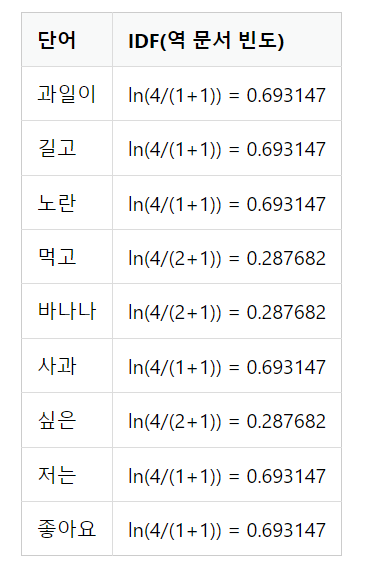 단어 IDF(역 문서 빈도)
과일이 ln(4/(1+1)) = 0.693147
길고 ln(4/(1+1)) = 0.693147
노란 ln(4/(1+1)) = 0.693147
먹고 ln(4/(2+1)) = 0.287682
바나나 ln(4/(2+1)) = 0.287682
사과 ln(4/(1+1)) = 0.693147
싶은 ln(4/(2+1)) = 0.287682
저는 ln(4/(1+1)) = 0.693147
좋아요 ln(4/(1+1)) = 0.693147